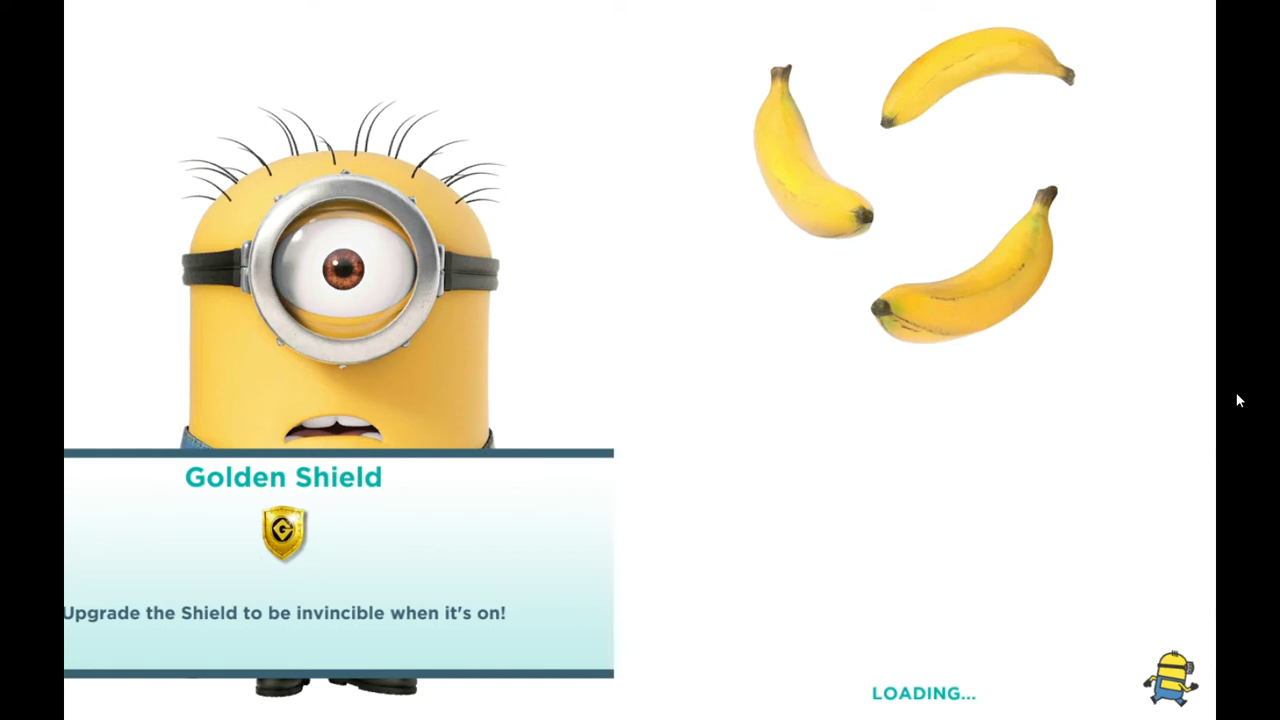 Golden Shield
G
Upgrade the Shield to be invincible when it's on!
LOADING...